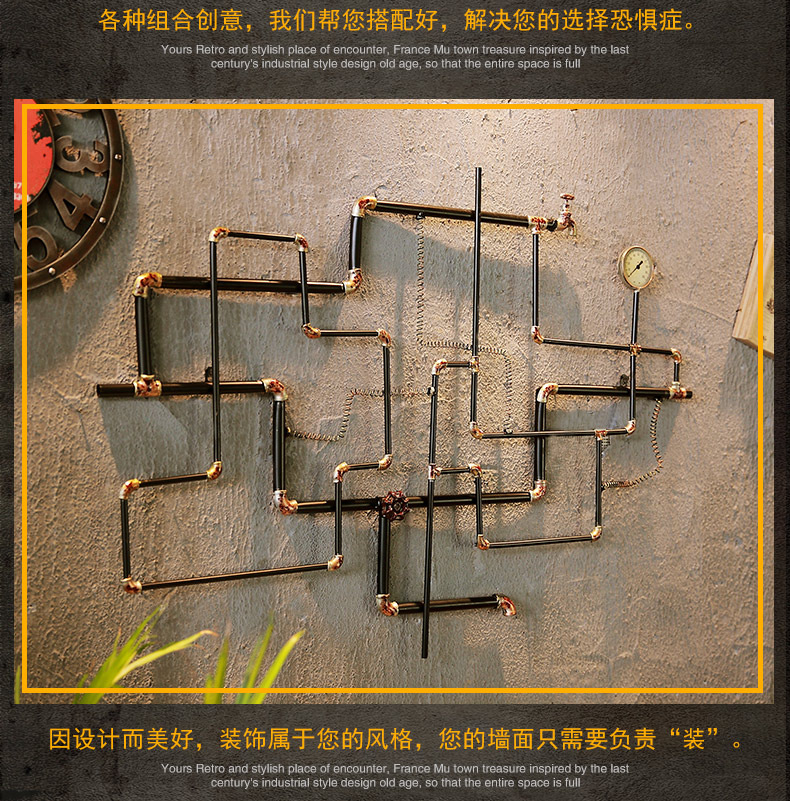 各种组合创意，我们帮您搭配好，解决您的选择恐惧症。
Yours Retro and stylish place of encounter, France Mu town treasure inspired by the last
century's industrial style design old age, so that the entire space is full
因设计而美好，装饰属于您的风格，您的墙面只需要负责“装”。
Yours Retro and stylish place of encounter, France Mu town treasure inspired by the last
century's industrial style design old age, so that the entire space is full